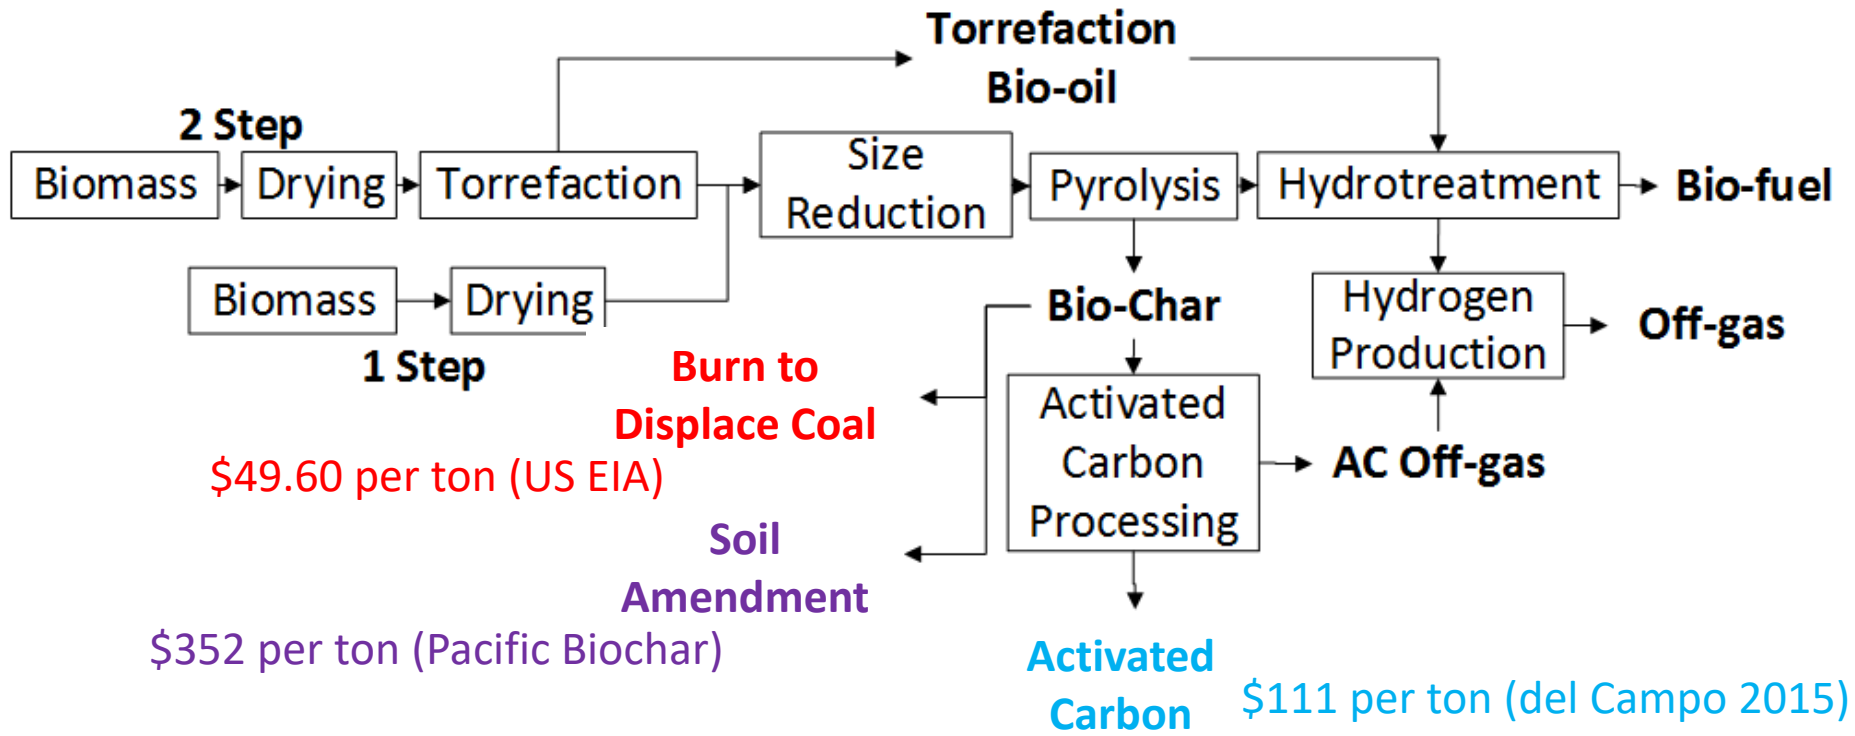 Torrefaction
Bio-oil
2 Step
Biomass
Drying
Torrefaction
Size
Reduction
Pyrolysis
Hydrotreatment
Bio-fuel
Biomass
Drying
1 Step
Bio-Char
Hydrogen
Production
Off-gas
Burn to
Displace Coal
$49.60 per ton (US EIA)
Activated
Carbon
Processing
AC Off-gas
Soil
Amendment
$352 per ton (Pacific Biochar)
Activated
Carbon
$111 per ton (del Campo 2015)